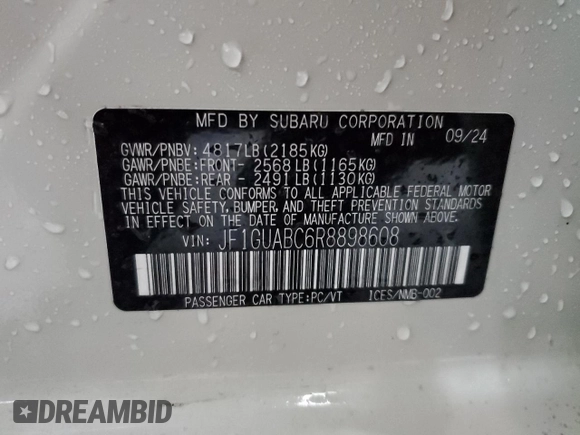 MFD BY SUBARU CORPORATION
MFD IN 09/24
GVWR/PNBV: 4817LB(2185KG)
GAWR/PNBE:FRONT- 2568LB(1165KG)
GAWR/PNBE:REAR - 2491LB(1130KG)
THIS VEHICLE CONFORMS TO ALL APPLICABLE FEDERAL MOTOR
VEHICLE SAFETY, BUMPER, AND THEFT PREVENTION STANDARDS
IN EFFECT ON THE DATE OF MANUFACTURE SHOWN ABOVE.
VIN: JF1GUABC6R8898608
PASSENGER CAR TYPE:PC/VT ICES/NMB-002
DREAMBID